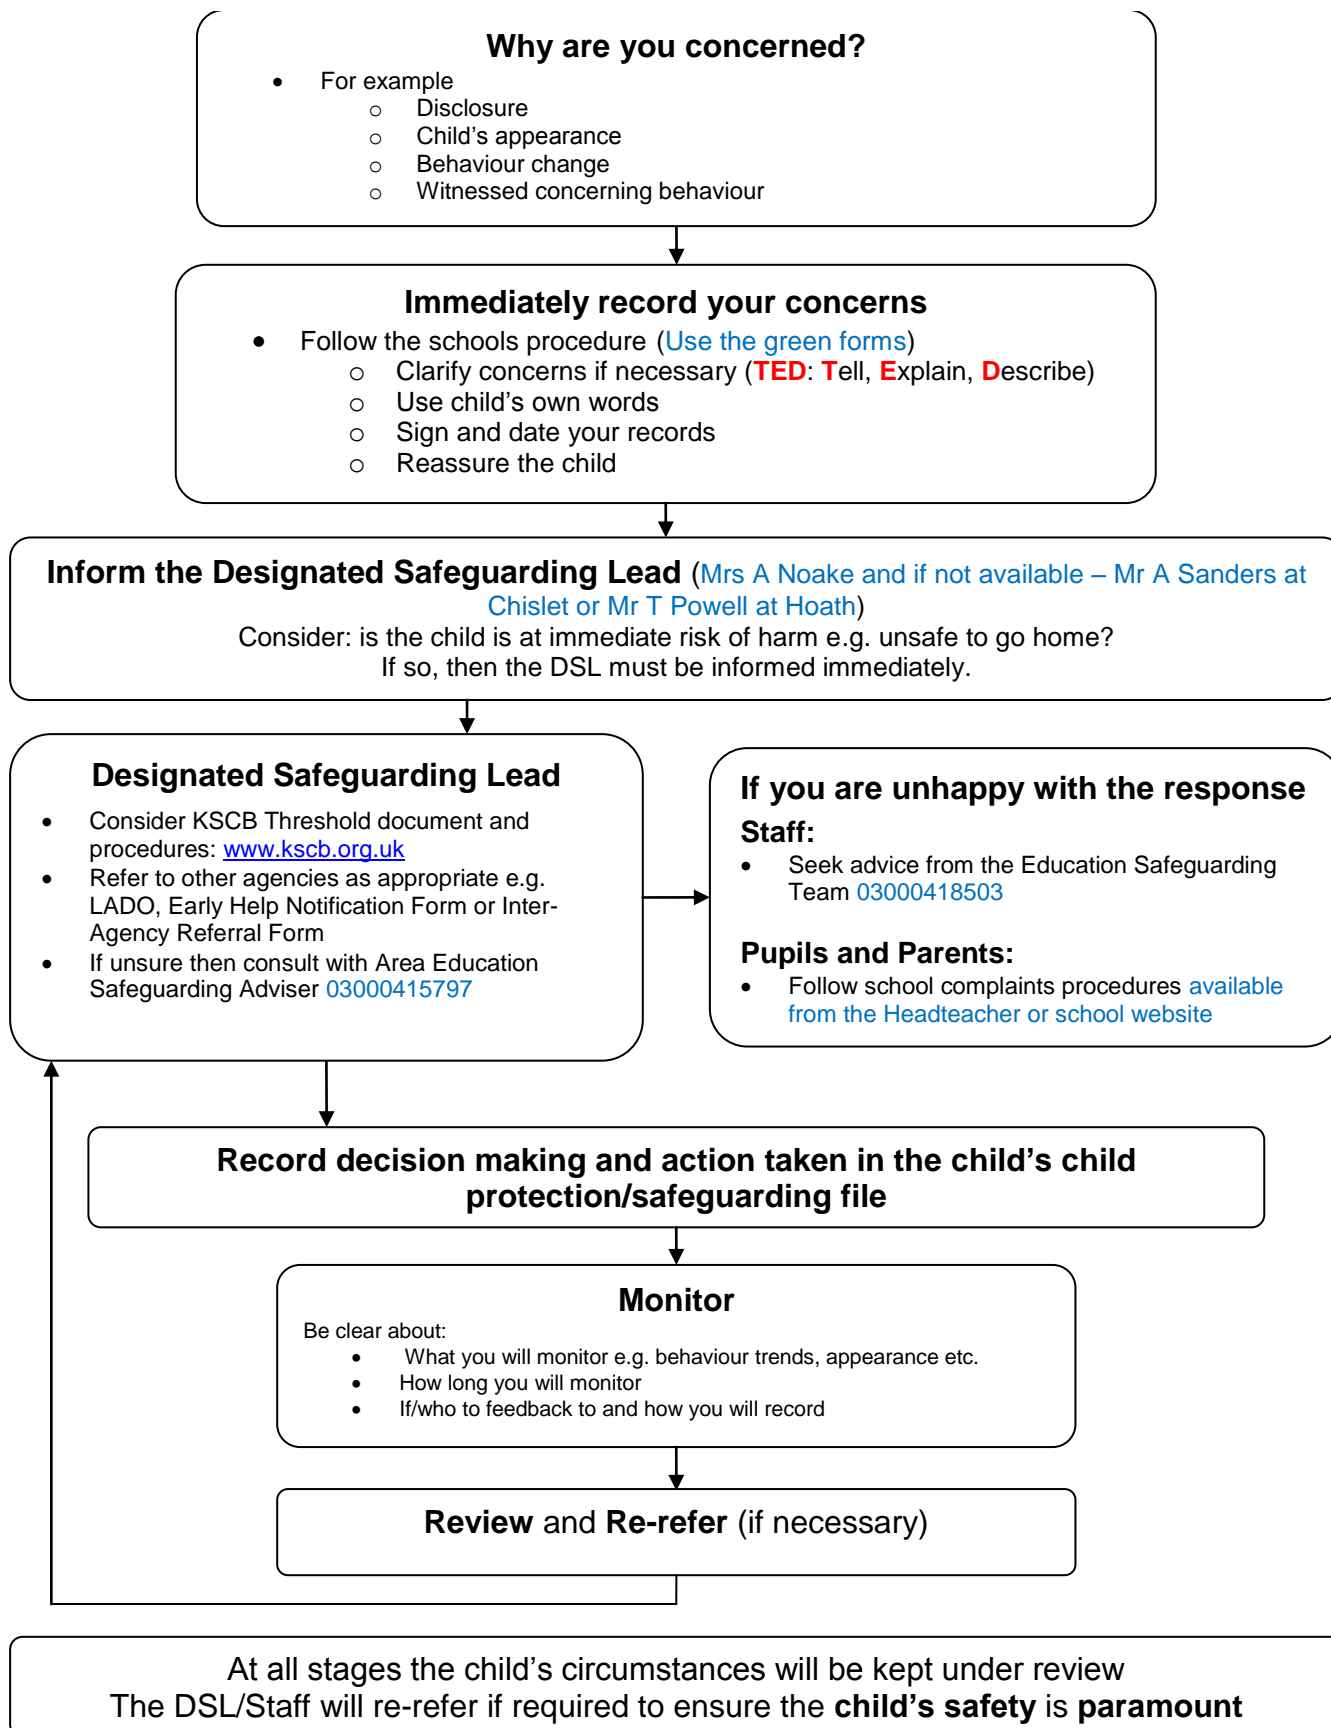 Why are you concerned?
• For example
o Disclosure
o Child's appearance
o Behaviour change
o Witnessed concerning behaviour
Immediately record your concerns
• Follow the schools procedure (Use the green forms)
o Clarify concerns if necessary (TED: Tell, Explain, Describe)
o Use child's own words
o Sign and date your records
o Reassure the child
Inform the Designated Safeguarding Lead (Mrs A Noake and if not available – Mr A Sanders at
Chislet or Mr T Powell at Hoath)
Consider: is the child is at immediate risk of harm e.g. unsafe to go home?
If so, then the DSL must be informed immediately.
Designated Safeguarding Lead
• Consider KSCB Threshold document and
procedures: www.kscb.org.uk
• Refer to other agencies as appropriate e.g.
LADO, Early Help Notification Form or Inter-
Agency Referral Form
• If unsure then consult with Area Education
Safeguarding Adviser 03000415797
If you are unhappy with the response
Staff:
• Seek advice from the Education Safeguarding
Team 03000418503
Pupils and Parents:
• Follow school complaints procedures available
from the Headteacher or school website
Record decision making and action taken in the child's child
protection/safeguarding file
Monitor
Be clear about:
• What you will monitor e.g. behaviour trends, appearance etc.
• How long you will monitor
• If/who to feedback to and how you will record
Review and Re-refer (if necessary)
At all stages the child's circumstances will be kept under review
The DSL/Staff will re-refer if required to ensure the child's safety is paramount